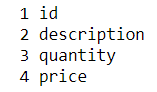 1 id
2 description
3 quantity
4 price